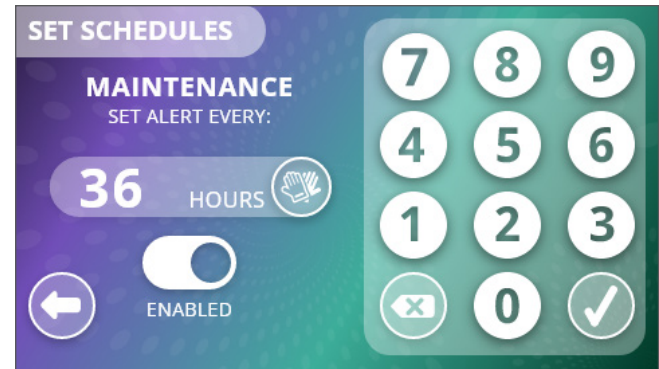 SET SCHEDULES
MAINTENANCE
SET ALERT EVERY:
36 HOURS
ENABLED
7 8 9
4 5 6
1 2 3
0